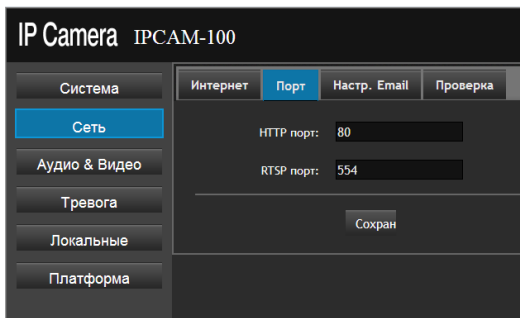 IP Camera IPCAM-100
Система
Сеть
Аудио & Видео
Тревога
Локальные
Платформа
Интернет Порт Настр. Email Проверка
HTTP порт: 80
RTSP порт: 554
Сохран